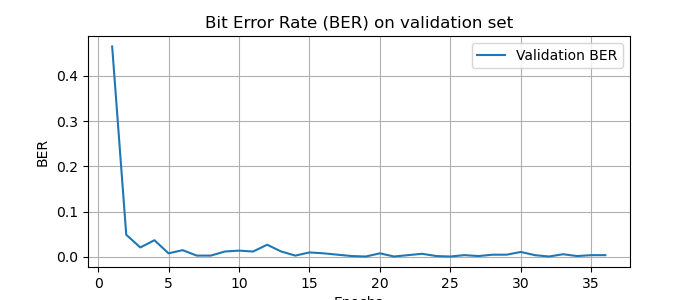 Bit Error Rate (BER) on validation set
Validation BER
BER
0.4
0.3
0.2
0.1
0.0
0 5 10 15 20 25 30 35
Epochs